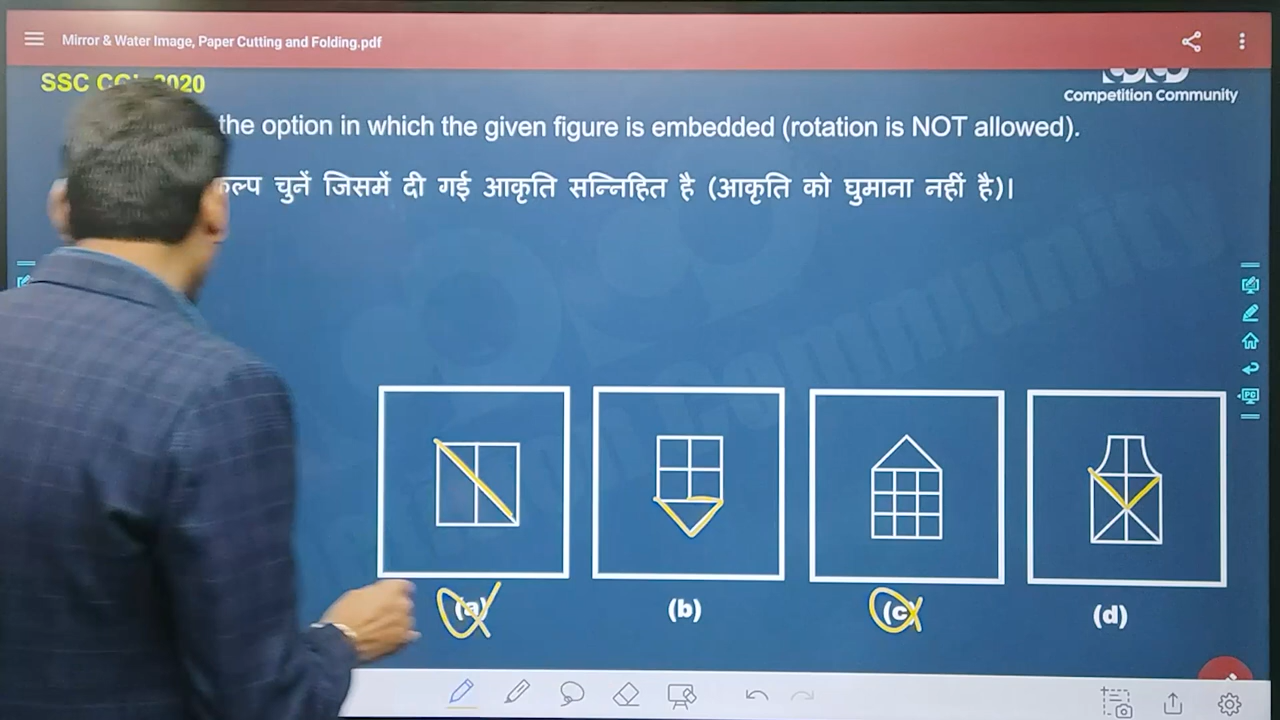 Mirror & Water Image, Paper Cutting and Folding.pdf
SSC 2020
Competition Community
the option in which the given figure is embedded (rotation is NOT allowed).
चुनें जिसमें दी गई आकृति सन्निहित है (आकृति को घुमाना नहीं है)।
(a) (b) (c) (d)